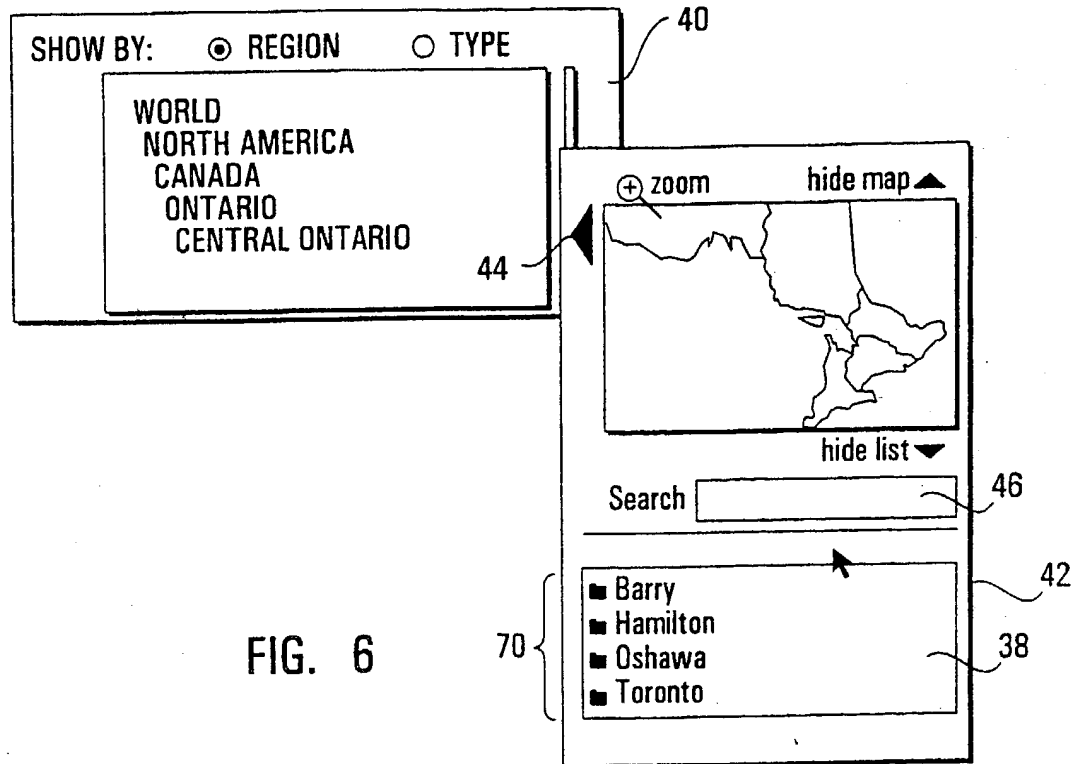 40
SHOW BY: REGION TYPE
WORLD
NORTH AMERICA
CANADA
ONTARIO
CENTRAL ONTARIO
zoom hide map
44
hide list
Search 46
42
Barry
Hamilton
Oshawa
Toronto
70
38
FIG. 6